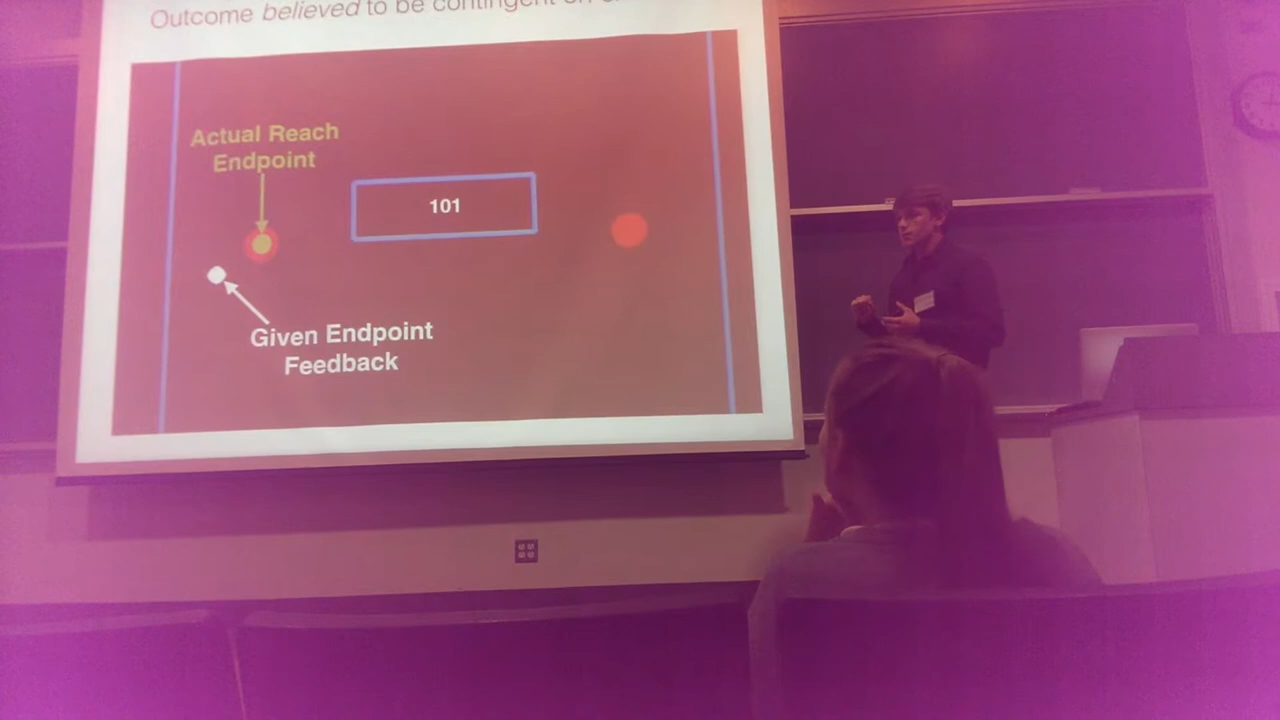 Outcome believed to be contingent on
Actual Reach
Endpoint
101
Given Endpoint
Feedback